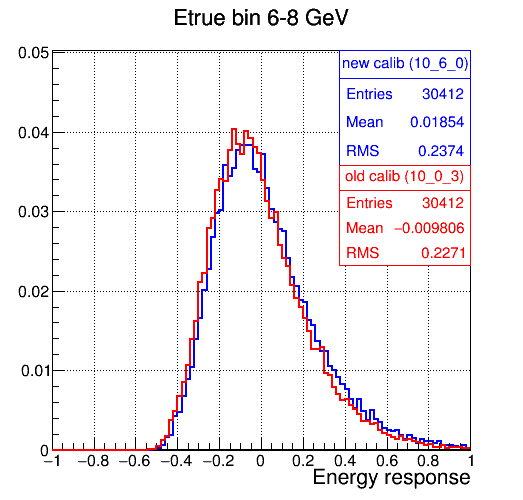 Etrue bin 6-8 GeV
0.05
0.04
0.03
0.02
0.01
0
new calib (10_6_0)
Entries 30412
Mean 0.01854
RMS 0.2374
old calib (10_0_3)
Entries 30412
Mean −0.009806
RMS 0.2271
−1 −0.8 −0.6 −0.4 −0.2 0 0.2 0.4 0.6 0.8 1
Energy response